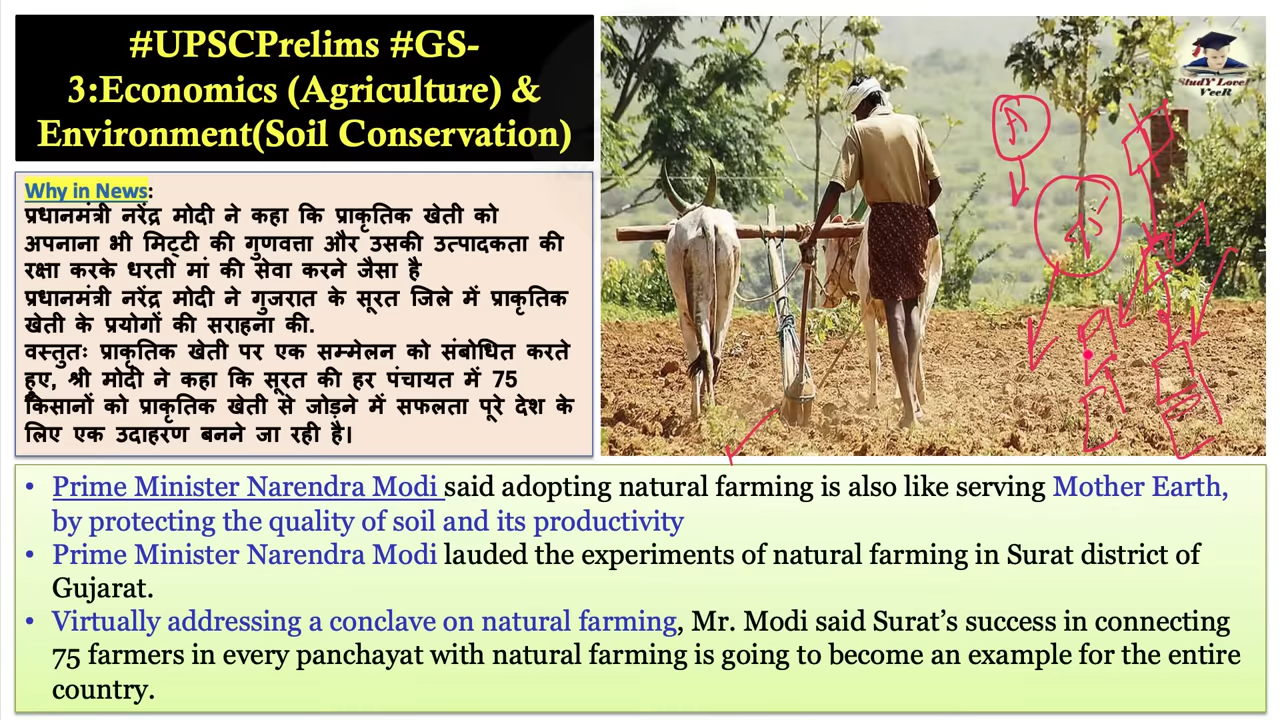 #UPSCPrelims #GS-
3:Economics (Agriculture) &
Environment(Soil Conservation)
StudY LoveR
VeeR
Why in News:
प्रधानमंत्री नरेंद्र मोदी ने कहा कि प्राकृतिक खेती को
अपनाना भी मिट्टी की गुणवत्ता और उसकी उत्पादकता की
रक्षा करके धरती मां की सेवा करने जैसा है
प्रधानमंत्री नरेंद्र मोदी ने गुजरात के सूरत जिले में प्राकृतिक
खेती के प्रयोगों की सराहना की.
वस्तुतः प्राकृतिक खेती पर एक सम्मेलन को संबोधित करते
हुए, श्री मोदी ने कहा कि सूरत की हर पंचायत में 75
किसानों को प्राकृतिक खेती से जोड़ने में सफलता पूरे देश के
लिए एक उदाहरण बनने जा रही है।
A
• Prime Minister Narendra Modi said adopting natural farming is also like serving Mother Earth,
by protecting the quality of soil and its productivity
• Prime Minister Narendra Modi lauded the experiments of natural farming in Surat district of
Gujarat.
• Virtually addressing a conclave on natural farming, Mr. Modi said Surat’s success in connecting
75 farmers in every panchayat with natural farming is going to become an example for the entire
country.